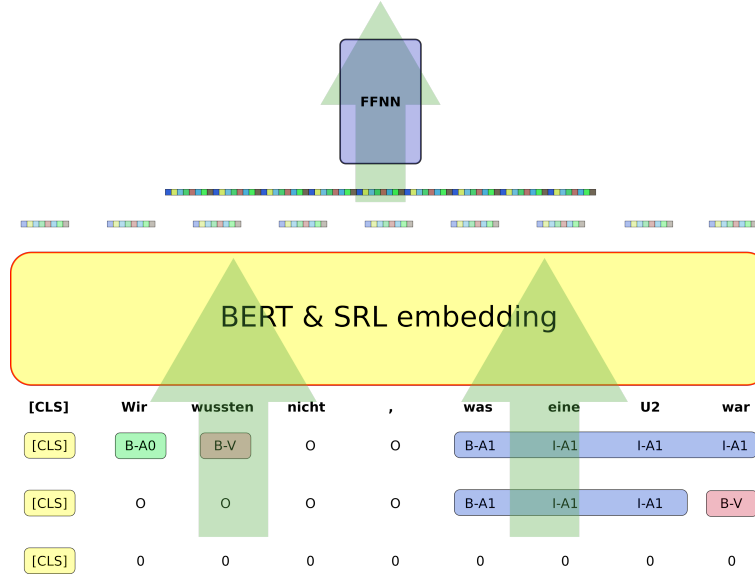 FFNN
BERT & SRL embedding
[CLS] Wir wussten nicht , was eine U2 war
[CLS] B-A0 B-V O O B-A1 I-A1 I-A1 I-A1
[CLS] O O O O B-A1 I-A1 I-A1 B-V
[CLS] 0 0 0 0 0 0 0 0